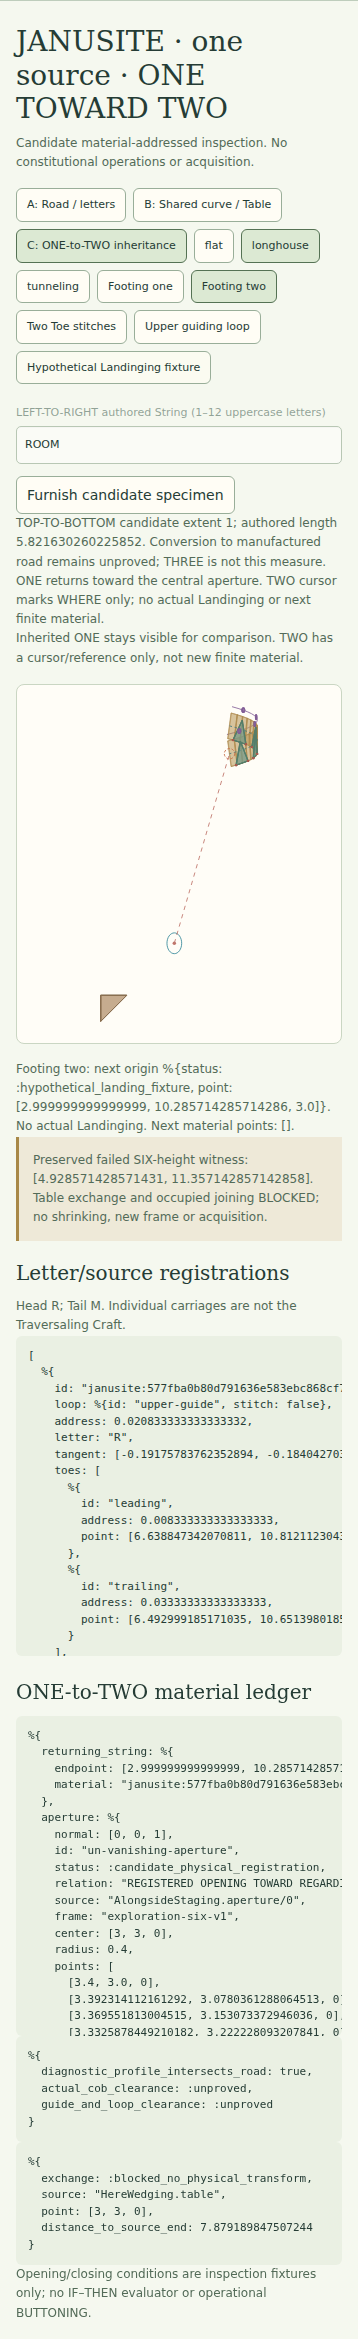 JANUSITE · one
source · ONE
TOWARD TWO
Candidate material-addressed inspection. No
constitutional operations or acquisition.
A: Road / letters
B: Shared curve / Table
C: ONE-to-TWO inheritance
flat
longhouse
tunneling
Footing one
Footing two
Two Toe stitches
Upper guiding loop
Hypothetical Landinging fixture
LEFT-TO-RIGHT authored String (1–12 uppercase letters)
ROOM
Furnish candidate specimen
TOP-TO-BOTTOM candidate extent 1; authored length
5.821630260225852. Conversion to manufactured
road remains unproved; THREE is not this measure.
ONE returns toward the central aperture. TWO cursor
marks WHERE only; no actual Landinging or next
finite material.
Inherited ONE stays visible for comparison. TWO has
a cursor/reference only, not new finite material.
Footing two: next origin %{status:
:hypothetical_landing_fixture, point:
[2.999999999999999, 10.285714285714286, 3.0]}.
No actual Landinging. Next material points: [].
Preserved failed SIX-height witness:
[4.928571428571431, 11.357142857142858].
Table exchange and occupied joining BLOCKED;
no shrinking, new frame or acquisition.
Letter/source registrations
Head R; Tail M. Individual carriages are not the
Traversaling Craft.
[
%{
id: "janusite:577fba0b80d791636e583ebc868cf7
loop: %{id: "upper-guide", stitch: false},
address: 0.020833333333333332,
letter: "R",
tangent: [-0.19175783762352894, -0.184042703
toes: [
%{
id: "leading",
address: 0.008333333333333333,
point: [6.638847342070811, 10.8121123043
},
%{
id: "trailing",
address: 0.03333333333333333,
point: [6.492999185171035, 10.6513980185
}
],
ONE-to-TWO material ledger
%{
returning_string: %{
endpoint: [2.999999999999999, 10.2857142857
material: "janusite:577fba0b80d791636e583ebc
},
aperture: %{
normal: [0, 0, 1],
id: "un-vanishing-aperture",
status: :candidate_physical_registration,
relation: "REGISTERED OPENING TOWARD REGARDI
source: "AlongsideStaging.aperture/0",
frame: "exploration-six-v1",
center: [3, 3, 0],
radius: 0.4,
points: [
[3.4, 3.0, 0],
[3.392314112161292, 3.0780361288064513, 0]
[3.369551813004515, 3.153073372946036, 0],
[3.3325878449210182, 3.222228093207841, 0]
%{
diagnostic_profile_intersects_road: true,
actual_cob_clearance: :unproved,
guide_and_loop_clearance: :unproved
}
%{
exchange: :blocked_no_physical_transform,
source: "HereWedging.table",
point: [3, 3, 0],
distance_to_source_end: 7.879189847507244
}
Opening/closing conditions are inspection fixtures
only; no IF–THEN evaluator or operational
BUTTONING.